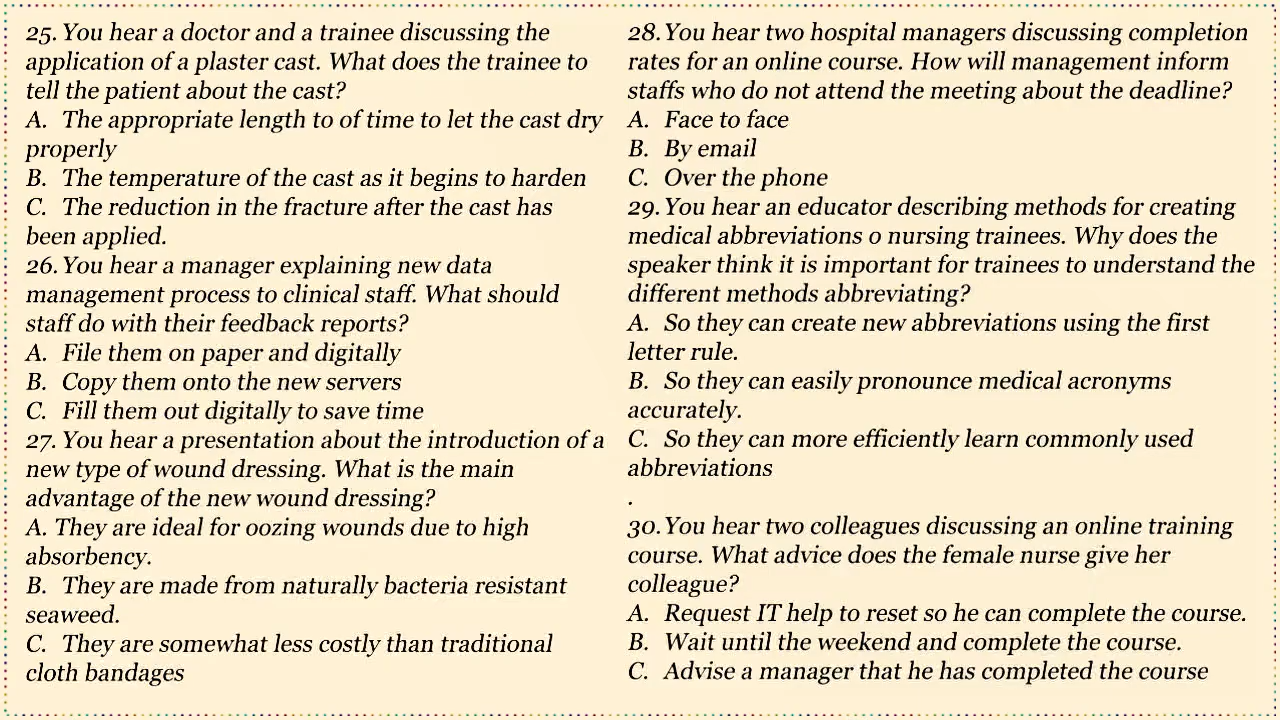 25. You hear a doctor and a trainee discussing the
application of a plaster cast. What does the trainee to
tell the patient about the cast?
A. The appropriate length to of time to let the cast dry
properly
B. The temperature of the cast as it begins to harden
C. The reduction in the fracture after the cast has
been applied.
26. You hear a manager explaining new data
management process to clinical staff. What should
staff do with their feedback reports?
A. File them on paper and digitally
B. Copy them onto the new servers
C. Fill them out digitally to save time
27. You hear a presentation about the introduction of a
new type of wound dressing. What is the main
advantage of the new wound dressing?
A. They are ideal for oozing wounds due to high
absorbency.
B. They are made from naturally bacteria resistant
seaweed.
C. They are somewhat less costly than traditional
cloth bandages
28. You hear two hospital managers discussing completion
rates for an online course. How will management inform
staffs who do not attend the meeting about the deadline?
A. Face to face
B. By email
C. Over the phone
29. You hear an educator describing methods for creating
medical abbreviations o nursing trainees. Why does the
speaker think it is important for trainees to understand the
different methods abbreviating?
A. So they can create new abbreviations using the first
letter rule.
B. So they can easily pronounce medical acronyms
accurately.
C. So they can more efficiently learn commonly used
abbreviations
.
30. You hear two colleagues discussing an online training
course. What advice does the female nurse give her
colleague?
A. Request IT help to reset so he can complete the course.
B. Wait until the weekend and complete the course.
C. Advise a manager that he has completed the course